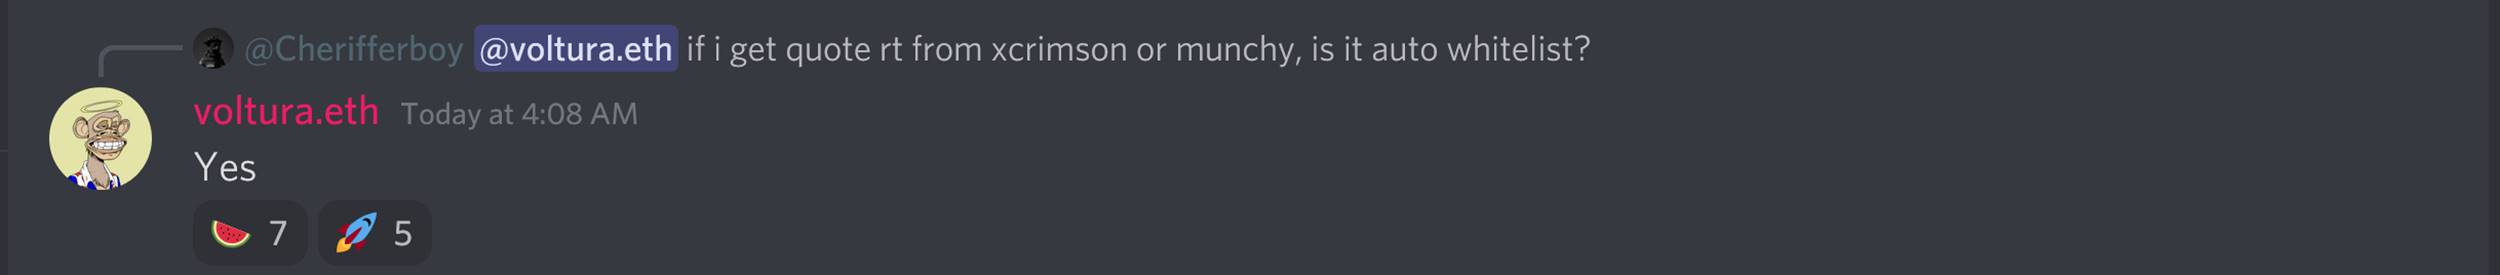 @Cherifferboy @voltura.eth if i get quote rt from xcrimson or munchy, is it auto whitelist?
voltura.eth Today at 4:08 AM
Yes
7 5